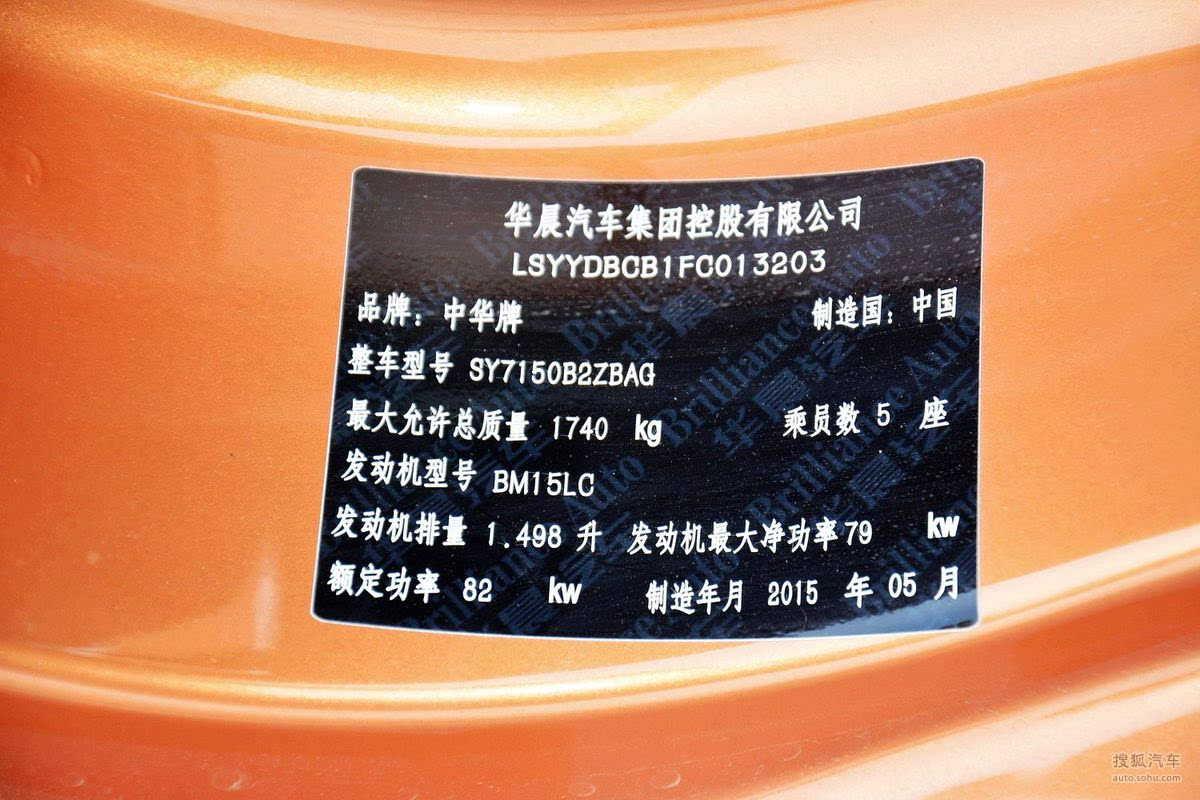 华晨汽车集团控股有限公司
LSYYDBCB1FC013203
品牌：中华牌 制造国：中国
整车型号 SY7150B2ZBAG
最大允许总质量 1740 kg 乘员数 5 座
发动机型号 BM15LC
发动机排量 1.498 升 发动机最大净功率79 kw
额定功率 82 kw 制造年月 2015 年 05 月
Brilliance Auto
搜狐汽车
auto.sohu.com